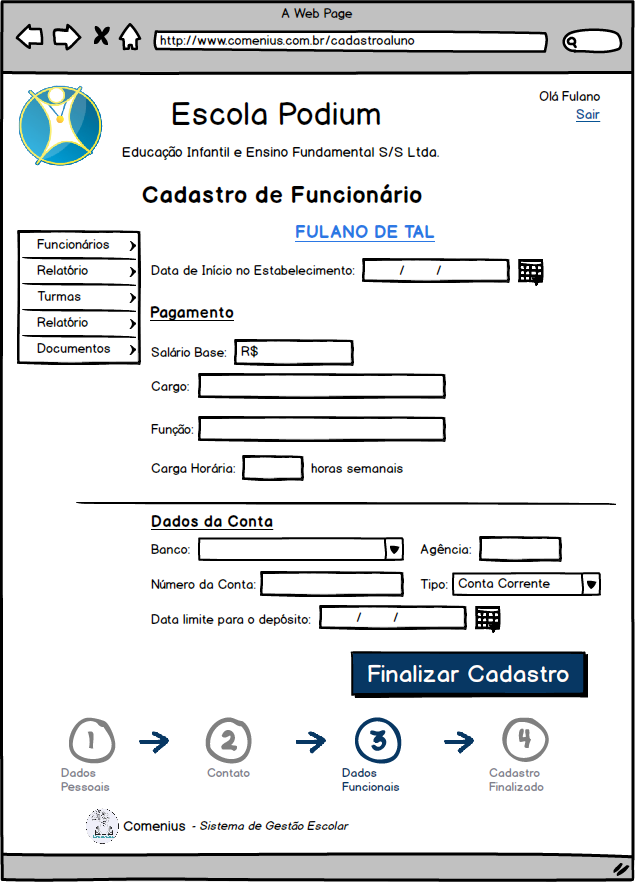 A Web Page
http://www.comenius.com.br/cadastroaluno
Olá Fulano
Sair
Escola Podium
Educação Infantil e Ensino Fundamental S/S Ltda.
Cadastro de Funcionário
FULANO DE TAL
Funcionários
Relatório
Turmas
Relatório
Documentos
Data de Início no Estabelecimento: / /
Pagamento
Salário Base: R$
Cargo:
Função:
Carga Horária: horas semanais
Dados da Conta
Banco: Agência:
Número da Conta: Tipo: Conta Corrente
Data limite para o depósito: / /
Finalizar Cadastro
1 2 3 4
Dados Pessoais
Contato
Dados Funcionais
Cadastro Finalizado
Comenius - Sistema de Gestão Escolar